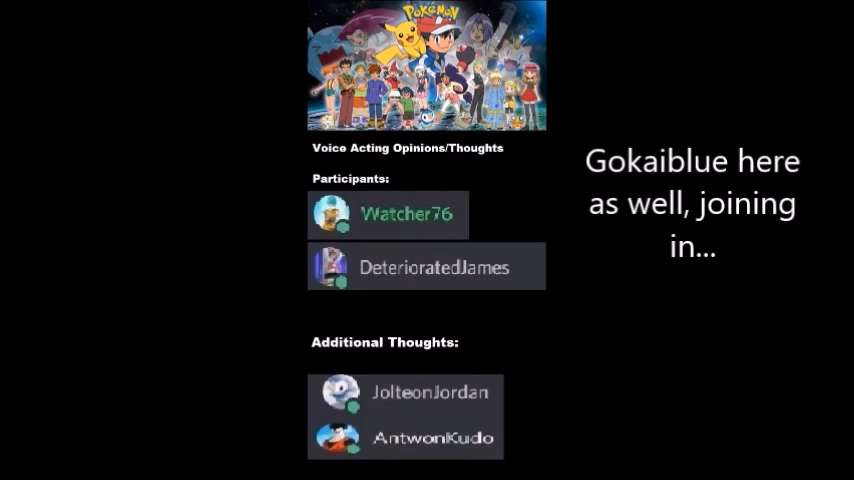 POKÉMON
Voice Acting Opinions/Thoughts
Participants:
Watcher76
DeterioratedJames
Additional Thoughts:
JolteonJordan
AntwonKudo
Gokaiblue here
as well, joining
in...